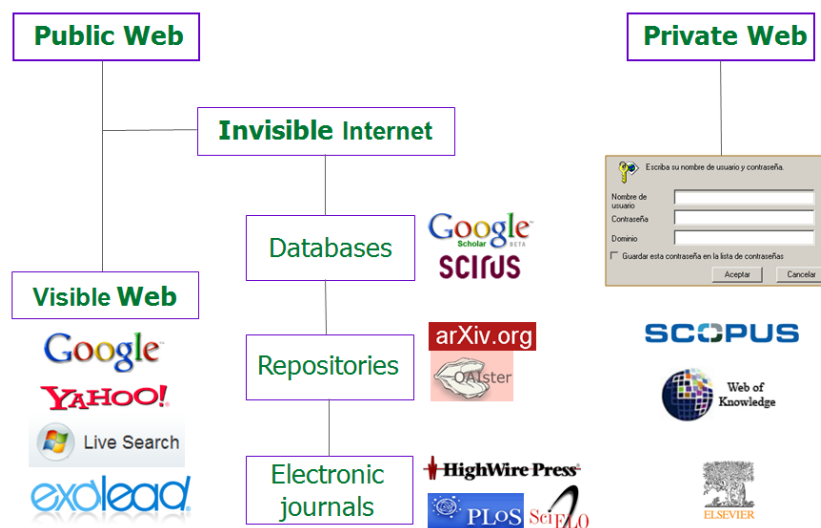 Public Web
Private Web
Invisible Internet
Escriba su nombre de usuario y contraseña.
Nombre de
usuario
Contraseña
Dominio
Guardar esta contraseña en la lista de contraseñas
Aceptar
Cancelar
Databases
Google™
Scholar BETA
SCIRUS
Visible Web
Google™
YAHOO!
Live Search
exalead
Repositories
arXiv.org
OAIster
SCOPUS
Web of
Knowledge
Electronic
journals
HighWire Press
PLoS
SciELO
ELSEVIER